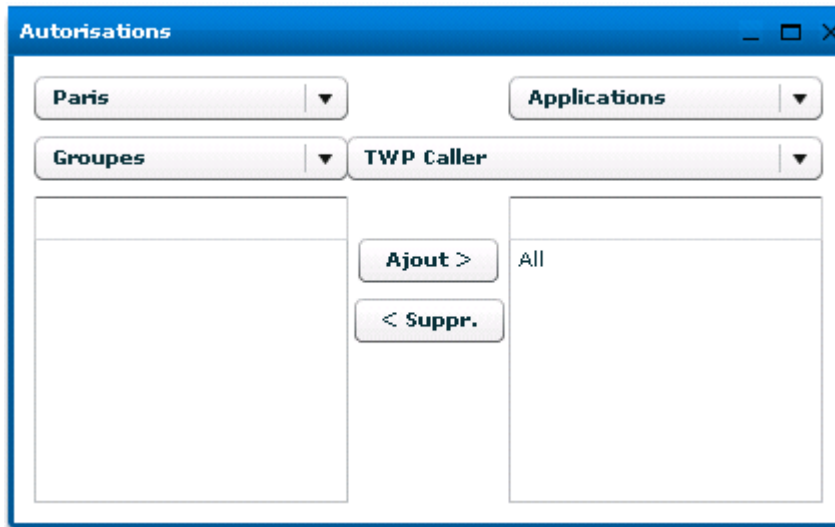 Autorisations
Paris
Applications
Groupes
TWP Caller
Ajout >
All
< Suppr.